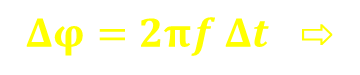 Δφ = 2πf Δt ⇨